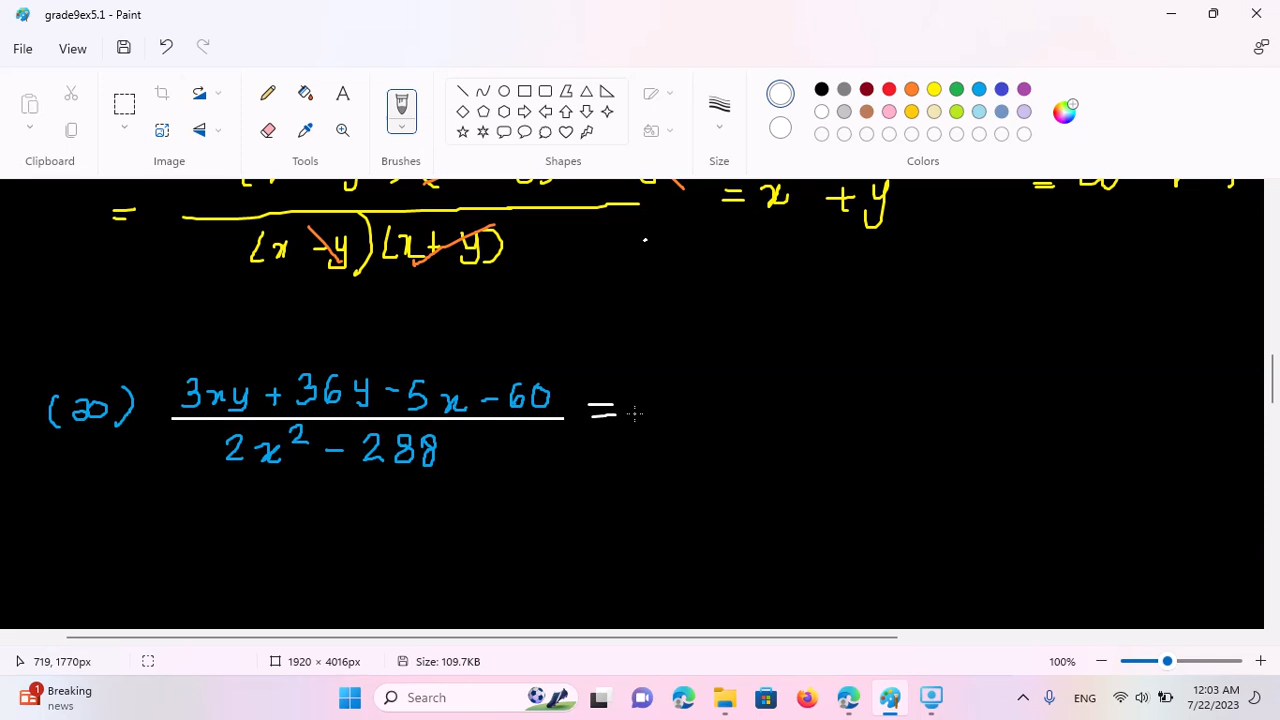 grade9ex5.1 - Paint
File View
Clipboard Image Tools Brushes Shapes Size Colors
= x + y
=
(x - y) (x + y)
(20) 3xy + 36y - 5x - 60 =
2x² - 288
719, 1770px 1920 × 4016px Size: 109.7KB 100%
1 Breaking news
Search
ENG
12:03 AM
7/22/2023